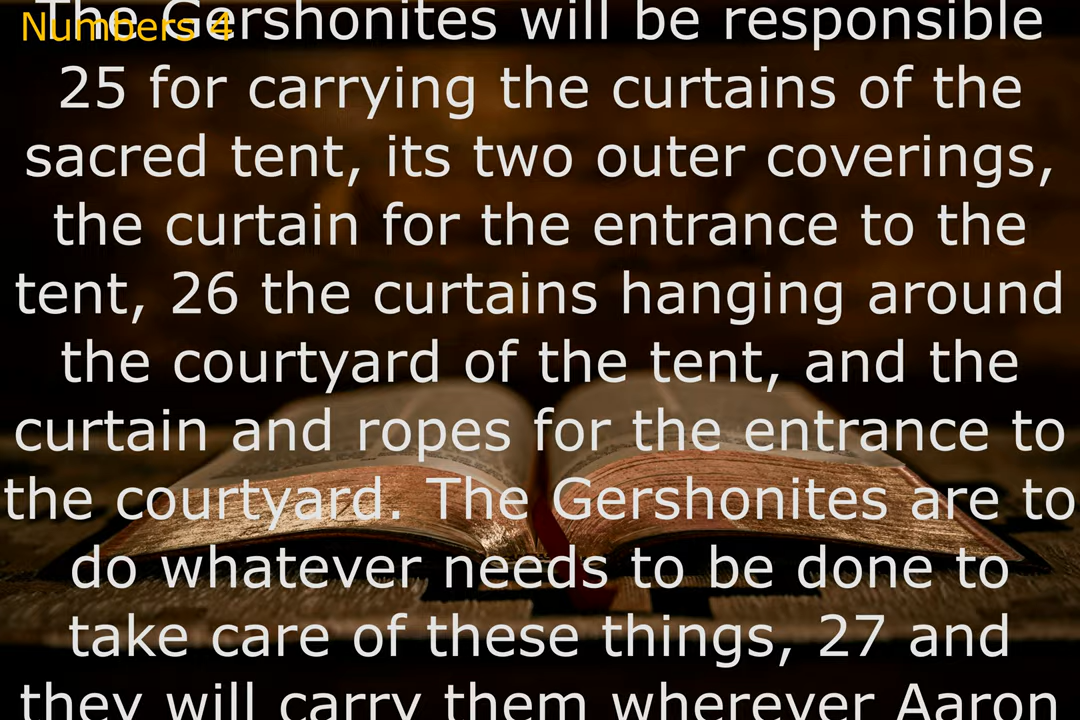 Numbers 4
The Gershonites will be responsible
25 for carrying the curtains of the
sacred tent, its two outer coverings,
the curtain for the entrance to the
tent, 26 the curtains hanging around
the courtyard of the tent, and the
curtain and ropes for the entrance to
the courtyard. The Gershonites are to
do whatever needs to be done to
take care of these things, 27 and
they will carry them wherever Aaron